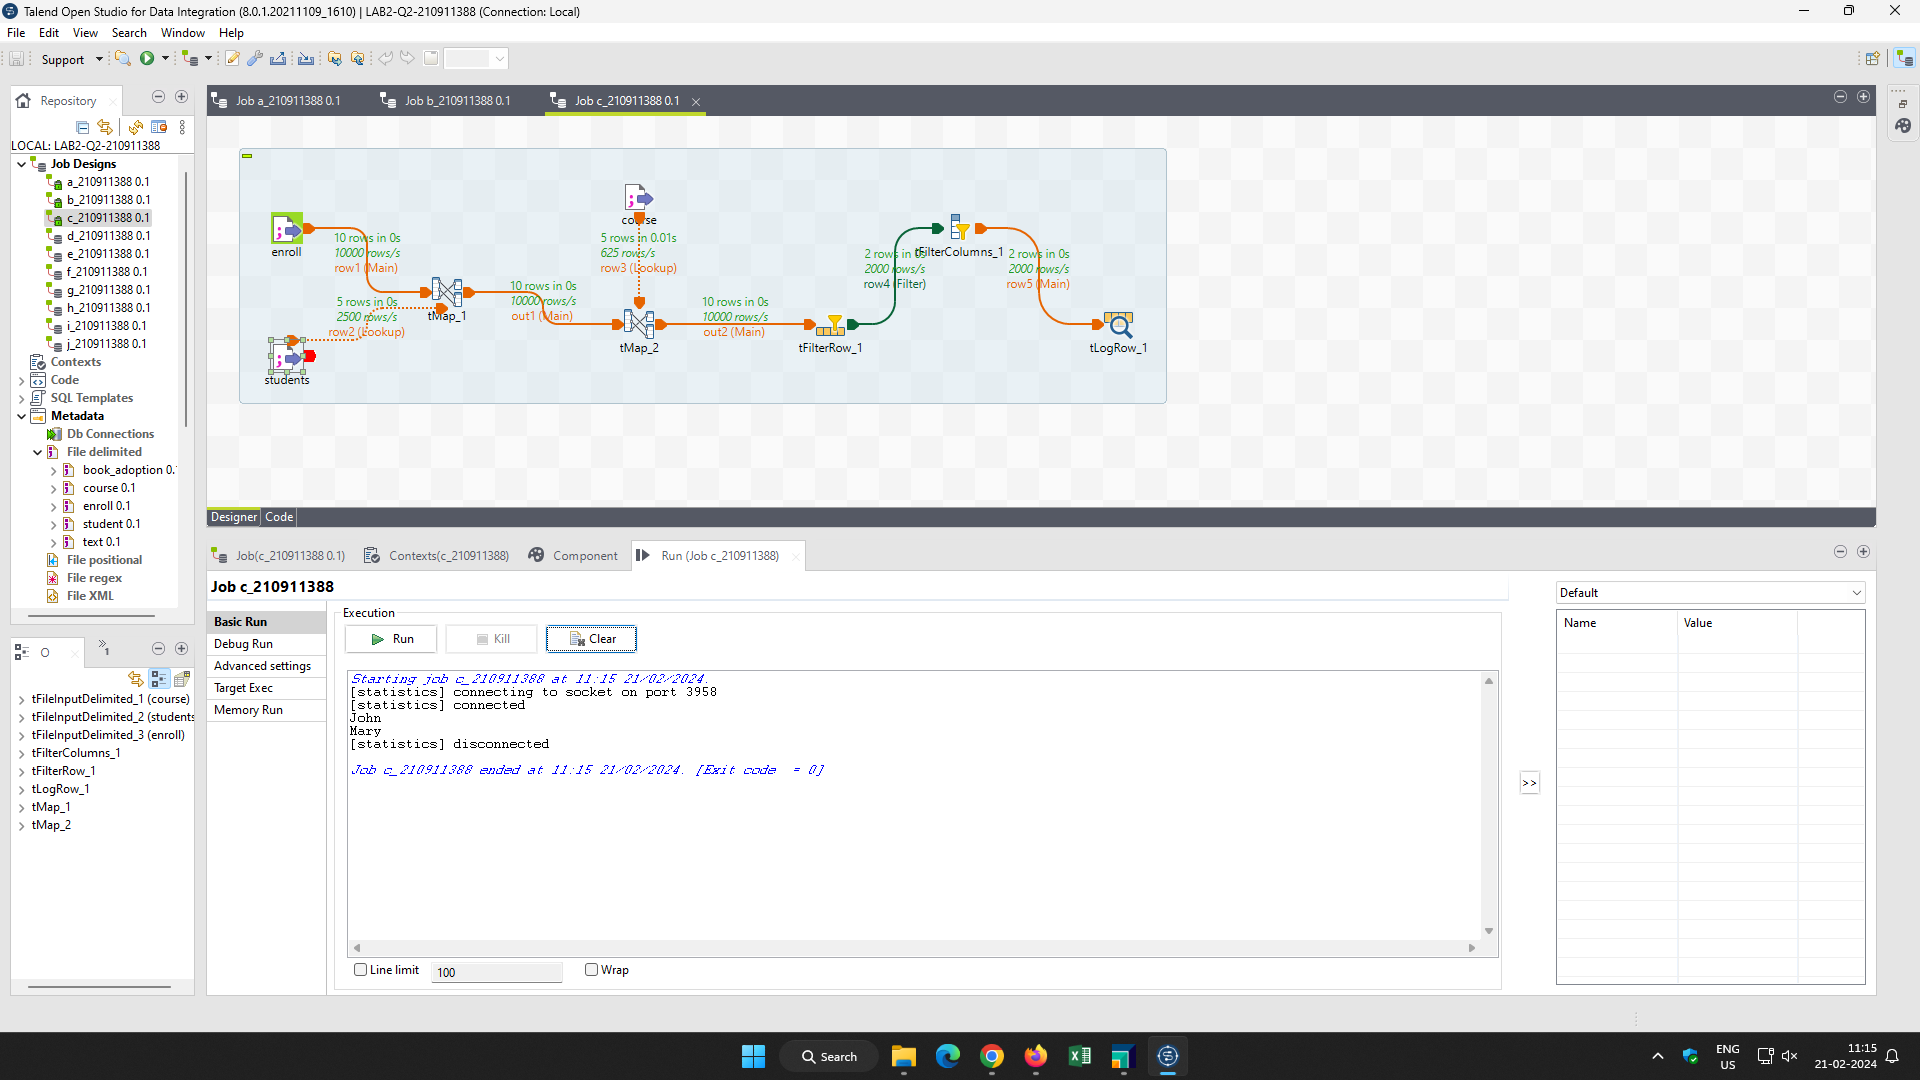 Talend Open Studio for Data Integration (8.0.1.20211109_1610) | LAB2-Q2-210911388 (Connection: Local)
File Edit View Search Window Help
Support
Repository
LOCAL: LAB2-Q2-210911388
Job Designs
a_210911388 0.1
b_210911388 0.1
c_210911388 0.1
d_210911388 0.1
e_210911388 0.1
f_210911388 0.1
g_210911388 0.1
h_210911388 0.1
i_210911388 0.1
j_210911388 0.1
Contexts
Code
SQL Templates
Metadata
Db Connections
File delimited
book_adoption 0.1
course 0.1
enroll 0.1
student 0.1
text 0.1
File positional
File regex
File XML
Job a_210911388 0.1
Job b_210911388 0.1
Job c_210911388 0.1
enroll
10 rows in 0s
10000 rows/s
row1 (Main)
students
5 rows in 0s
2500 rows/s
row2 (Lookup)
tMap_1
10 rows in 0s
10000 rows/s
out1 (Main)
course
5 rows in 0.01s
625 rows/s
row3 (Lookup)
tMap_2
10 rows in 0s
10000 rows/s
out2 (Main)
tFilterRow_1
2 rows in 0s
2000 rows/s
row4 (Filter)
tFilterColumns_1
2 rows in 0s
2000 rows/s
row5 (Main)
tLogRow_1
Designer Code
Job(c_210911388 0.1)
Contexts(c_210911388)
Component
Run (Job c_210911388)
Job c_210911388
Basic Run
Debug Run
Advanced settings
Target Exec
Memory Run
Execution
Run
Kill
Clear
Starting job c_210911388 at 11:15 21/02/2024.
[statistics] connecting to socket on port 3958
[statistics] connected
John
Mary
[statistics] disconnected
Job c_210911388 ended at 11:15 21/02/2024. [Exit code  = 0]
Line limit
100
Wrap
>>
Default
Name
Value
O
»1
tFileInputDelimited_1 (course)
tFileInputDelimited_2 (students
tFileInputDelimited_3 (enroll)
tFilterColumns_1
tFilterRow_1
tLogRow_1
tMap_1
tMap_2
Search
ENG
US
11:15
21-02-2024